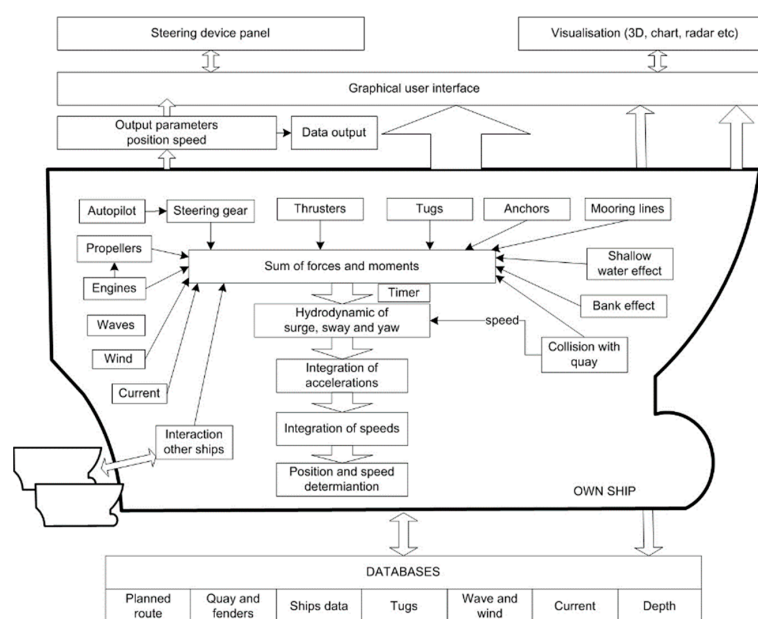 Steering device panel
Visualisation (3D, chart, radar etc)
Graphical user interface
Output parameters
position speed
Data output
Autopilot
Steering gear
Thrusters
Tugs
Anchors
Mooring lines
Propellers
Sum of forces and moments
Shallow
water effect
Engines
Timer
Bank effect
Waves
Hydrodynamic of
surge, sway and yaw
speed
Collision with
quay
Wind
Integration of
accelerations
Current
Interaction
other ships
Integration of speeds
Position and speed
determiantion
OWN SHIP
DATABASES
Planned
route
Quay and
fenders
Ships data
Tugs
Wave and
wind
Current
Depth